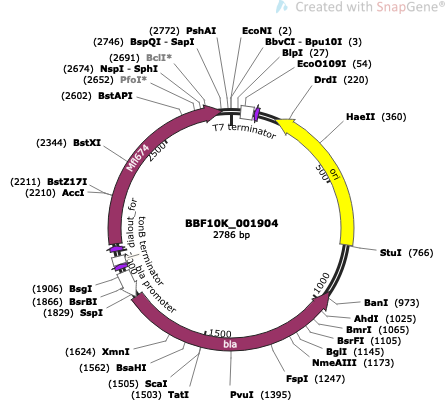 Created with SnapGene®
(2772) PshAI
EcoNI (2)
(2746) BspQI - SapI
BbvCI - Bpu10I (3)
(2691) BclI*
BlpI (27)
(2674) NspI - SphI
EcoO109I (54)
(2652) PfoI*
DrdI (220)
(2602) BstAPI
HaeII (360)
T7 terminator
(2344) BstXI
2500
Mfl674
500
ori
(2211) BstZ17I
(2210) AccI
BBF10K_001904
2786 bp
dialout_for
tonB terminator
bla promoter
StuI (766)
(1906) BsgI
(1866) BsrBI
(1829) SspI
1000
BanI (973)
AhdI (1025)
BmrI (1065)
BsrFI (1105)
BglI (1145)
NmeAIII (1173)
1500
bla
(1624) XmnI
(1562) BsaHI
(1505) ScaI
(1503) TatI
PvuI (1395)
FspI (1247)